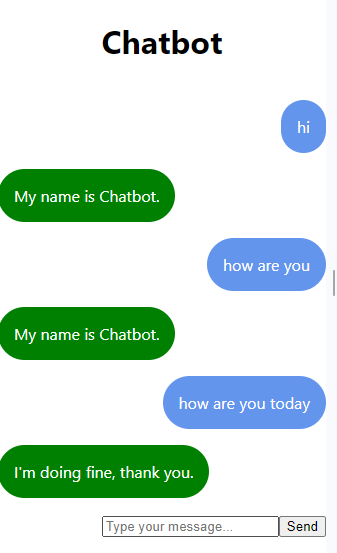 Chatbot
hi
My name is Chatbot.
how are you
My name is Chatbot.
how are you today
I'm doing fine, thank you.
Type your message... Send